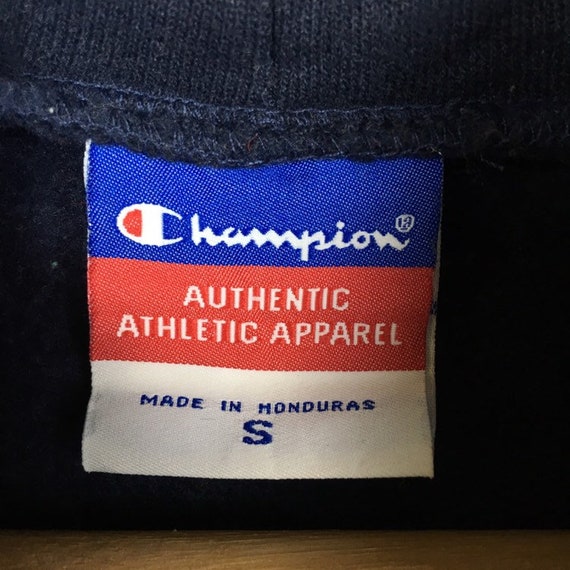 Champion®
AUTHENTIC
ATHLETIC APPAREL
MADE IN HONDURAS
S